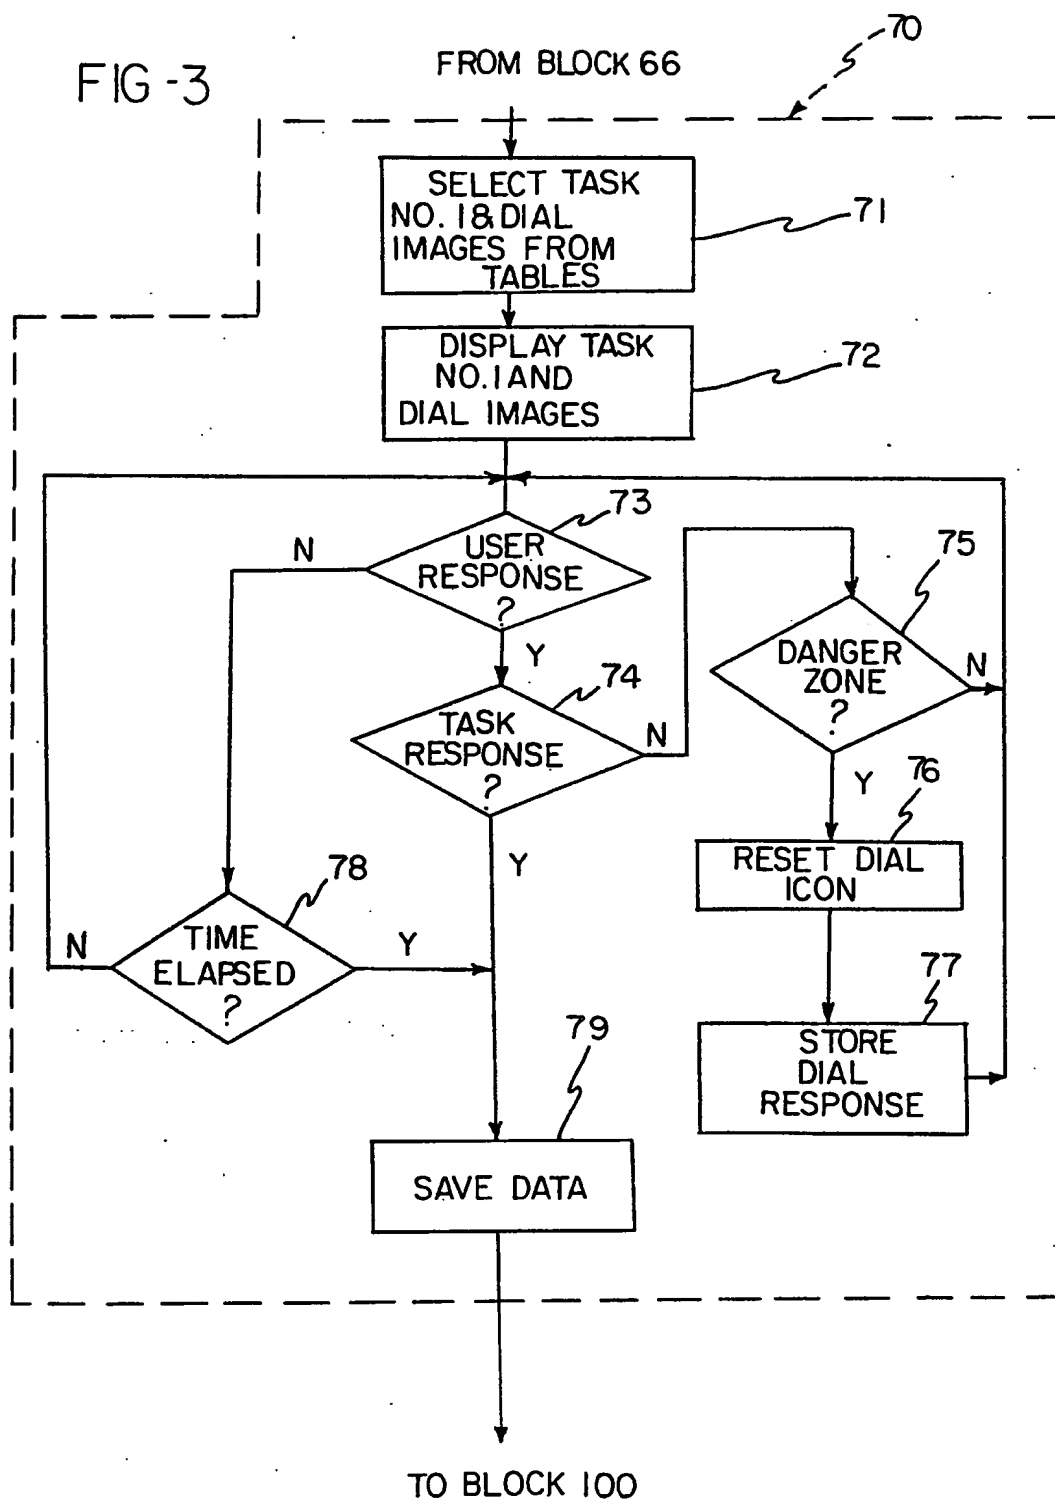 FIG-3
FROM BLOCK 66
70
SELECT TASK
NO. 1 & DIAL
IMAGES FROM
TABLES
71
DISPLAY TASK
NO. 1 AND
DIAL IMAGES
72
73
USER
RESPONSE
?
N
Y
74
TASK
RESPONSE
?
N
Y
75
DANGER
ZONE
?
N
Y
76
RESET DIAL
ICON
77
STORE
DIAL
RESPONSE
78
TIME
ELAPSED
?
N
Y
79
SAVE DATA
TO BLOCK 100